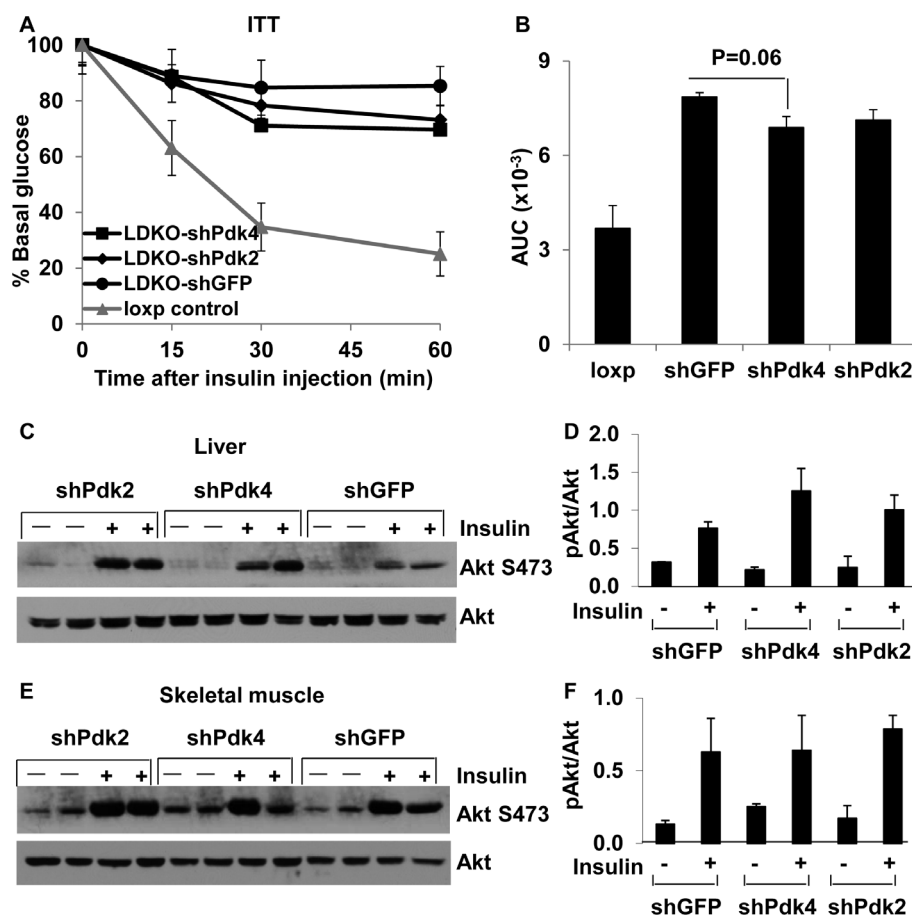 A ITT
100
80
60
40
20
0
% Basal glucose
LDKO-shPdk4
LDKO-shPdk2
LDKO-shGFP
loxp control
0 15 30 45 60
Time after insulin injection (min)
B
P=0.06
9
6
3
0
AUC (x10-³)
loxp shGFP shPdk4 shPdk2
C Liver
shPdk2 shPdk4 shGFP
— — + + — — + + — — + + Insulin
Akt S473
Akt
D
2.0
1.5
1.0
0.5
0.0
pAkt/Akt
Insulin - + - + - +
shGFP shPdk4 shPdk2
E Skeletal muscle
shPdk2 shPdk4 shGFP
— — + + — — + + — — + + Insulin
Akt S473
Akt
F
1.0
0.5
0.0
pAkt/Akt
Insulin - + - + - +
shGFP shPdk4 shPdk2